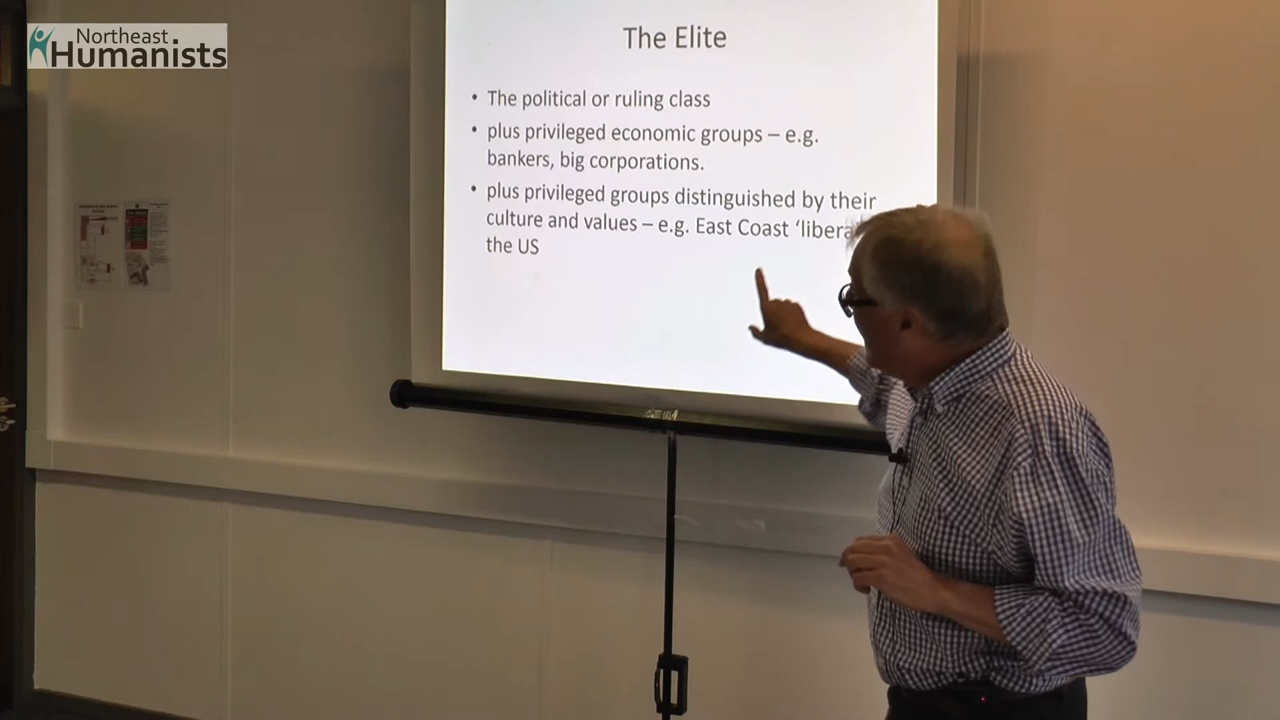 Northeast
Humanists
The Elite
• The political or ruling class
• plus privileged economic groups – e.g.
bankers, big corporations.
• plus privileged groups distinguished by their
culture and values – e.g. East Coast
the US